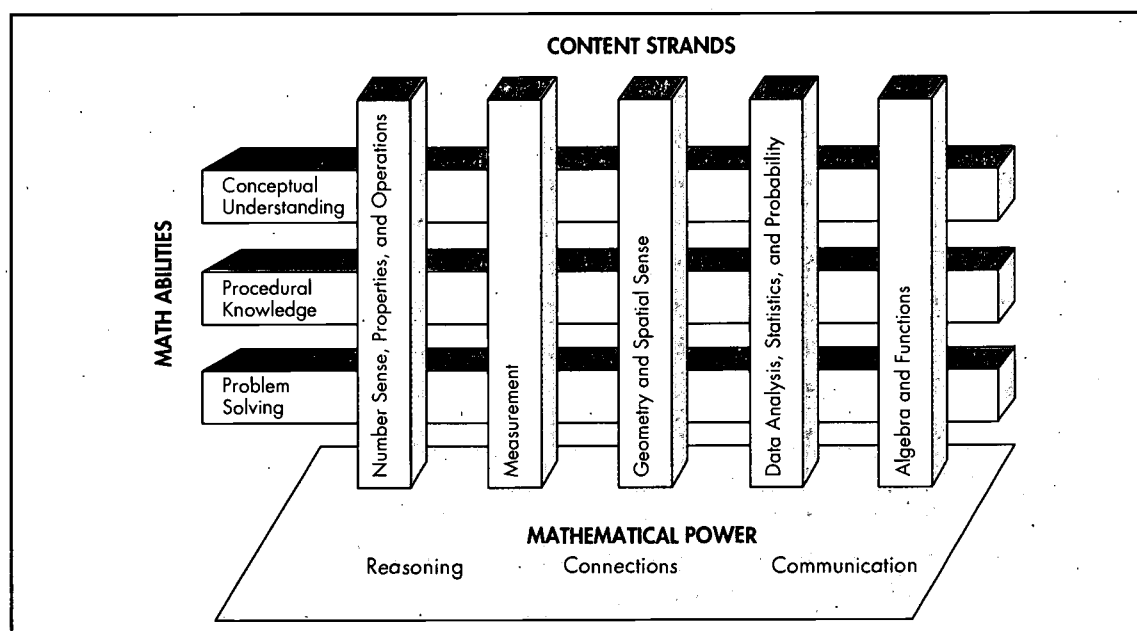 CONTENT STRANDS
MATH ABILITIES
Conceptual
Understanding
Procedural
Knowledge
Problem
Solving
Number Sense, Properties, and Operations
Measurement
Geometry and Spatial Sense
Data Analysis, Statistics, and Probability
Algebra and Functions
MATHEMATICAL POWER
Reasoning
Connections
Communication